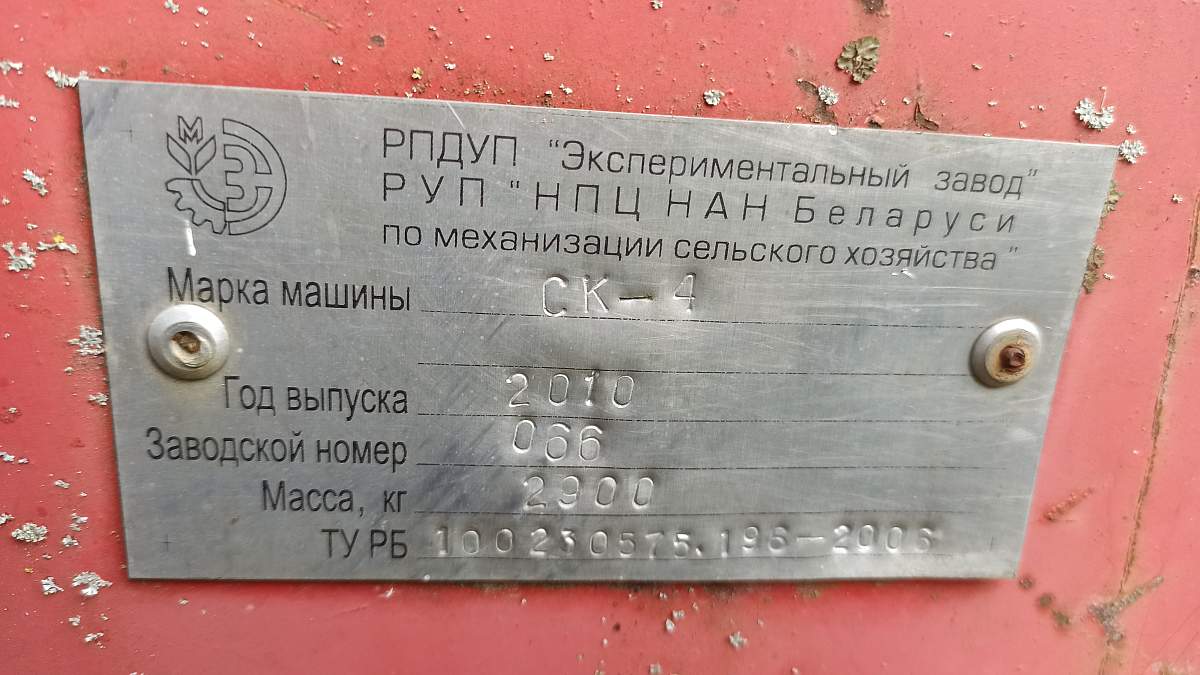 РПДУП "Экспериментальный завод"
РУП "НПЦ НАН Беларуси
по механизации сельского хозяйства"
Марка машины СК-4
Год выпуска 2010
Заводской номер 066
Масса, кг 2900
ТУ РБ 100230575.196-2006